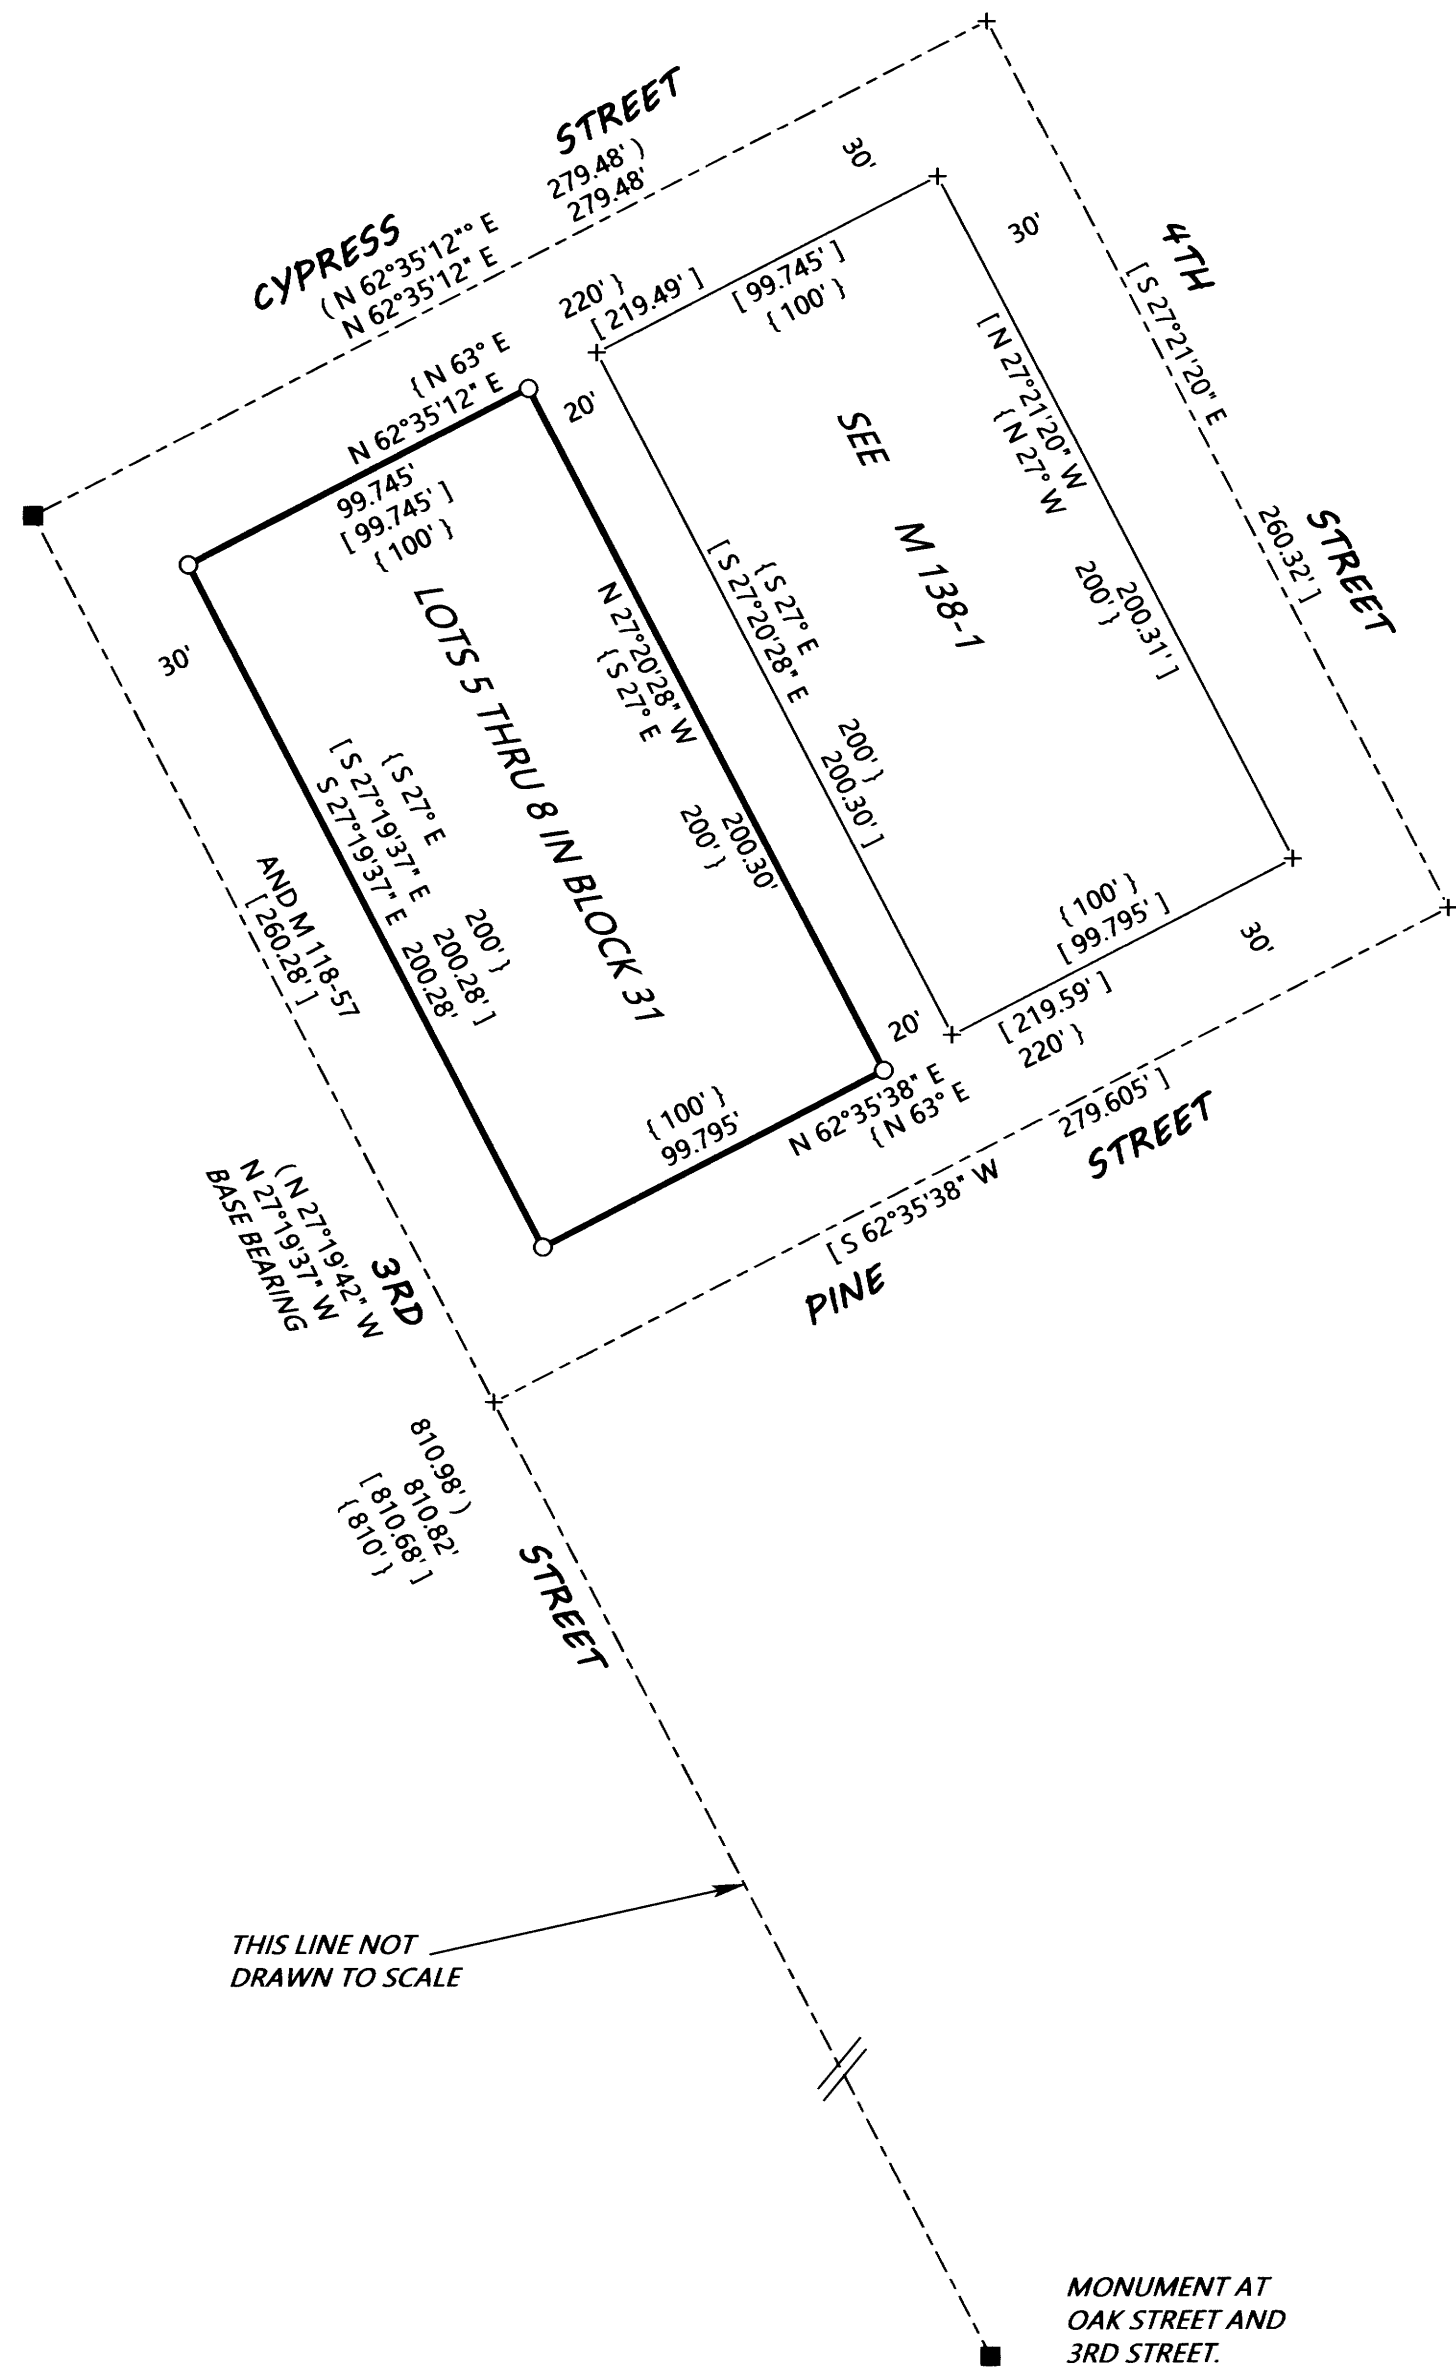 CYPRESS STREET
( N 62°35'12"° E 279.48' )
N 62°35'12" E 279.48'
30'
30'
4TH STREET
[ S 27°21'20" E 260.32' ]
{ N 63° E 220' }
N 62°35'12" E [ 219.49' ]
[ 99.745' ]
{ 100' }
20'
99.745'
[ 99.745' ]
{ 100' }
[ N 27°21'20" W 200.31' ]
{ N 27° W 200' }
SEE M 138-1
{ S 27° E 200' }
[ S 27°20'28" E 200.30' ]
N 27°20'28" W 200.30'
{ S 27° E 200' }
LOTS 5 THRU 8 IN BLOCK 31
30'
{ S 27° E 200' }
[ S 27°19'37" E 200.28' ]
S 27°19'37" E 200.28'
AND M 118-57
[ 260.28' ]
{ 100' }
[ 99.795' ]
30'
20'
[ 219.59' ]
220' }
{ 100' }
99.795'
N 62°35'38" E
{ N 63° E
[ S 62°35'38" W 279.605' ]
PINE STREET
3RD STREET
( N 27°19'42" W 810.98' )
N 27°19'37" W 810.82'
BASE BEARING
[ 810.68' ]
{ 810' }
THIS LINE NOT
DRAWN TO SCALE
MONUMENT AT
OAK STREET AND
3RD STREET.